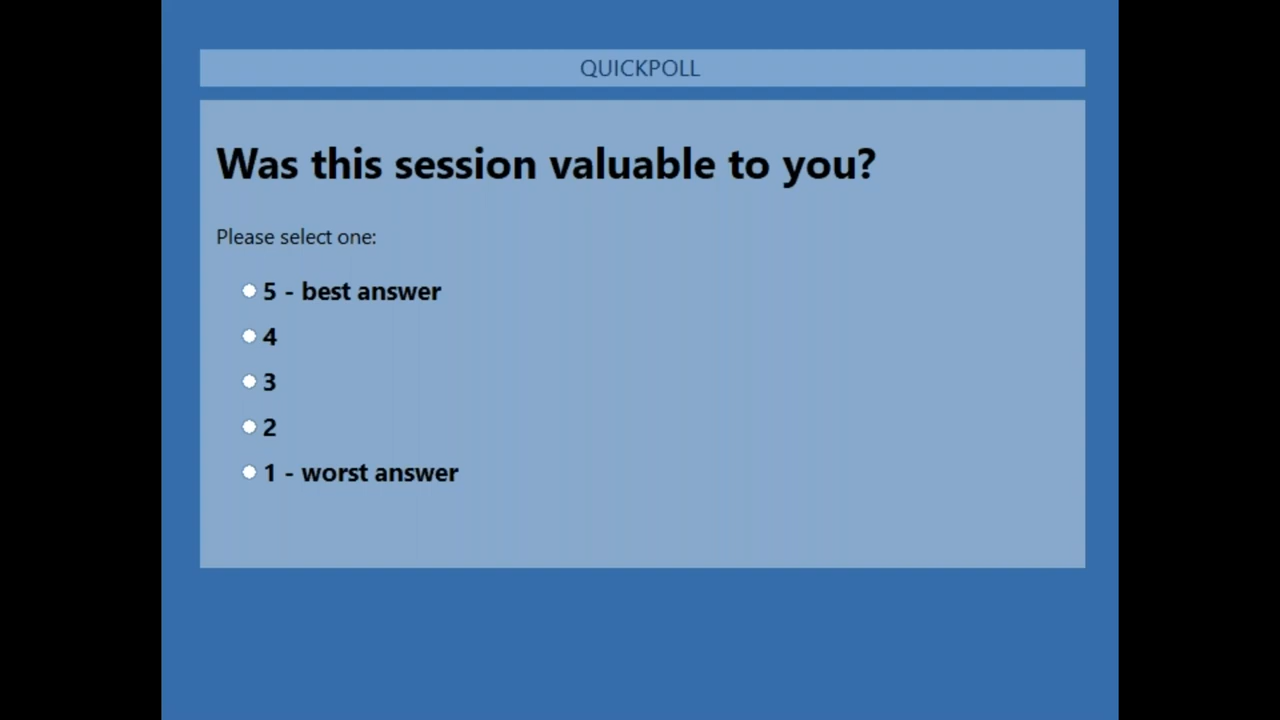 QUICKPOLL
Was this session valuable to you?
Please select one:
5 - best answer
4
3
2
1 - worst answer